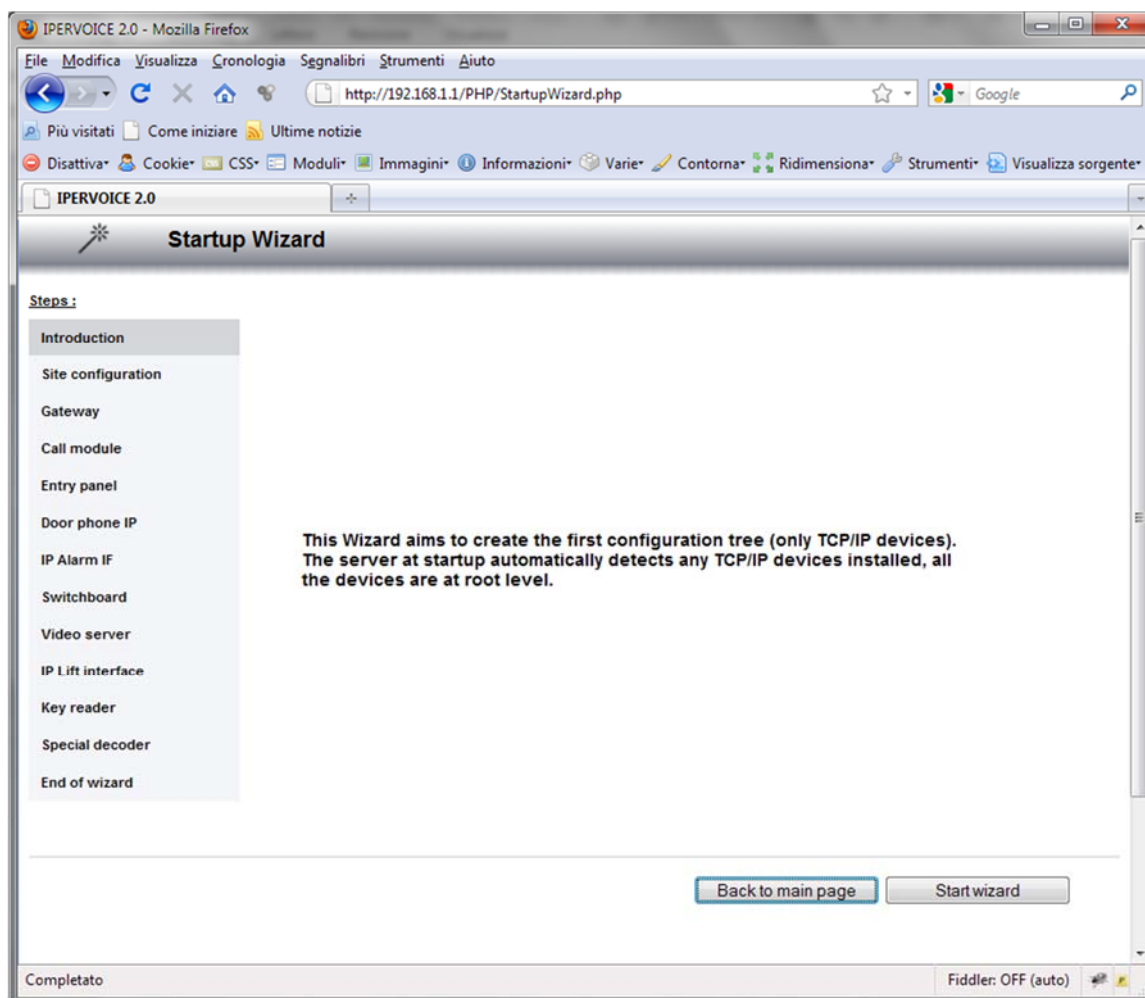 IPERVOICE 2.0 - Mozilla Firefox
File Modifica Visualizza Cronologia Segnalibri Strumenti Aiuto
http://192.168.1.1/PHP/StartupWizard.php Google
Più visitati Come iniziare Ultime notizie
Disattiva Cookie CSS Moduli Immagini Informazioni Varie Contorna Ridimensiona Strumenti Visualizza sorgente
IPERVOICE 2.0
Startup Wizard
Steps :
Introduction
Site configuration
Gateway
Call module
Entry panel
Door phone IP
IP Alarm IF
Switchboard
Video server
IP Lift interface
Key reader
Special decoder
End of wizard
This Wizard aims to create the first configuration tree (only TCP/IP devices).
The server at startup automatically detects any TCP/IP devices installed, all
the devices are at root level.
Back to main page Start wizard
Completato Fiddler: OFF (auto)